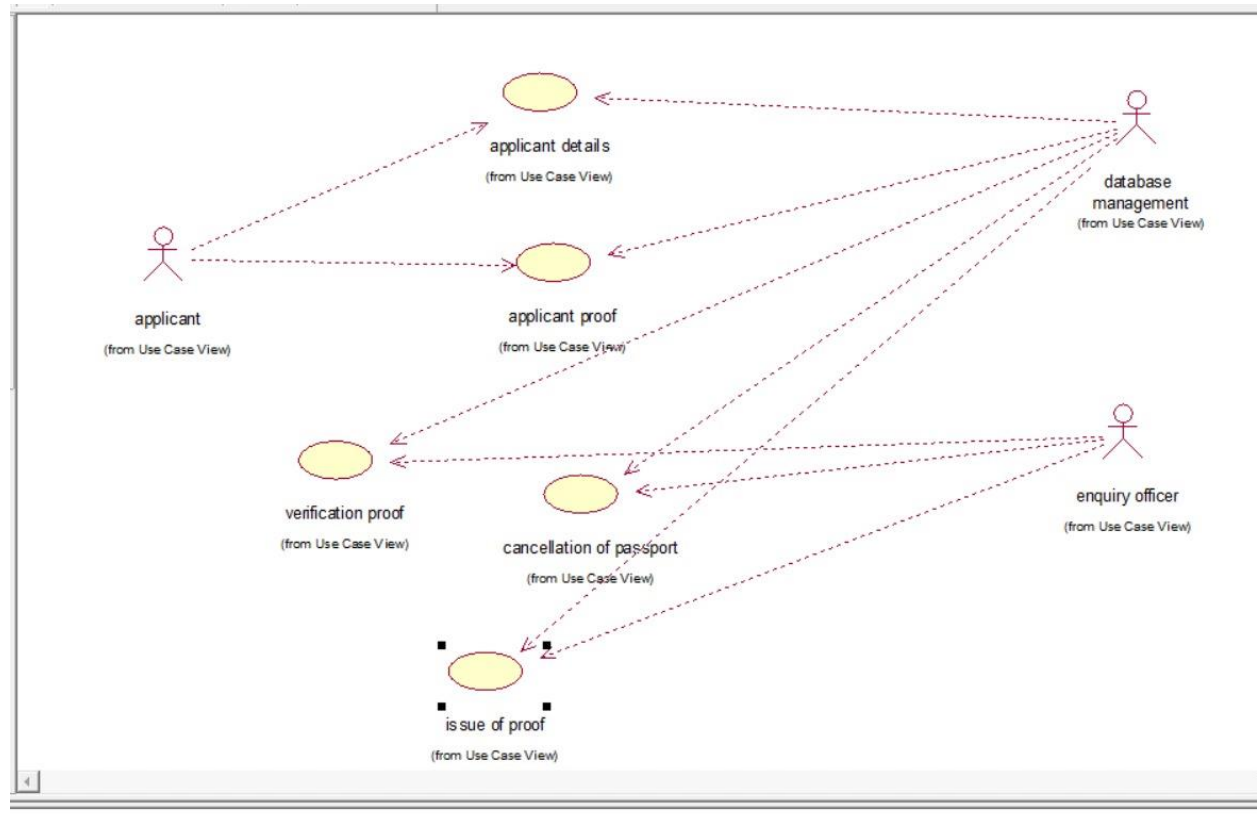 applicant details
(from Use Case View)
database
management
(from Use Case View)
applicant
(from Use Case View)
applicant proof
(from Use Case View)
verification proof
(from Use Case View)
cancellation of passport
(from Use Case View)
enquiry officer
(from Use Case View)
issue of proof
(from Use Case View)